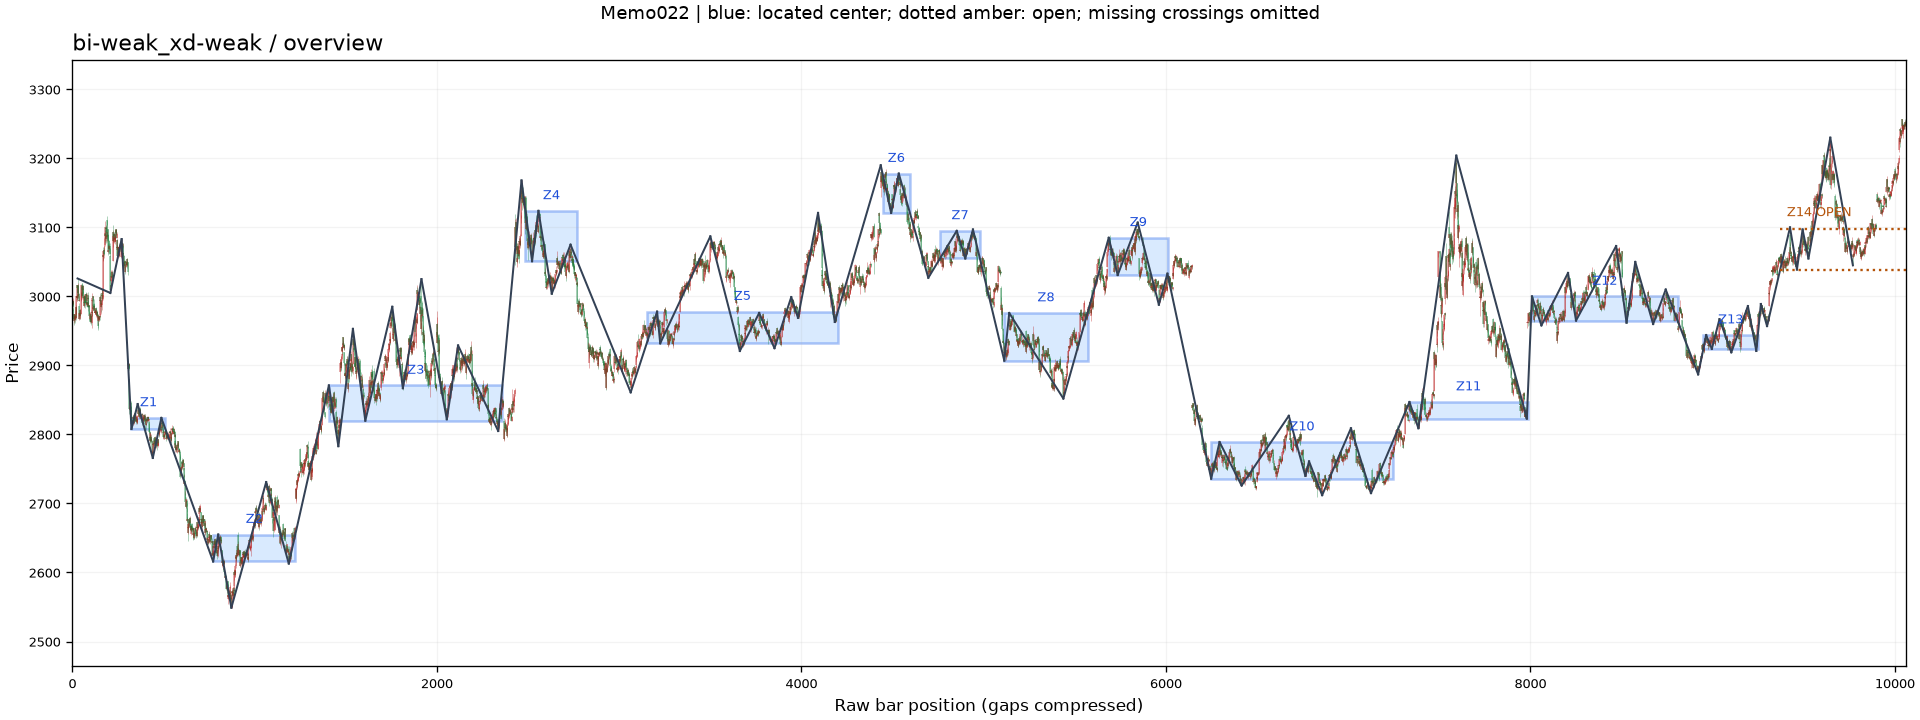 Memo022 | blue: located center; dotted amber: open; missing crossings omitted
bi-weak_xd-weak / overview
3300
3200
3100
3000
2900
2800
2700
2600
2500
Price
Z1
Z2
Z3
Z4
Z5
Z6
Z7
Z8
Z9
Z10
Z11
Z12
Z13
Z14 OPEN
0
2000
4000
6000
8000
10000
Raw bar position (gaps compressed)